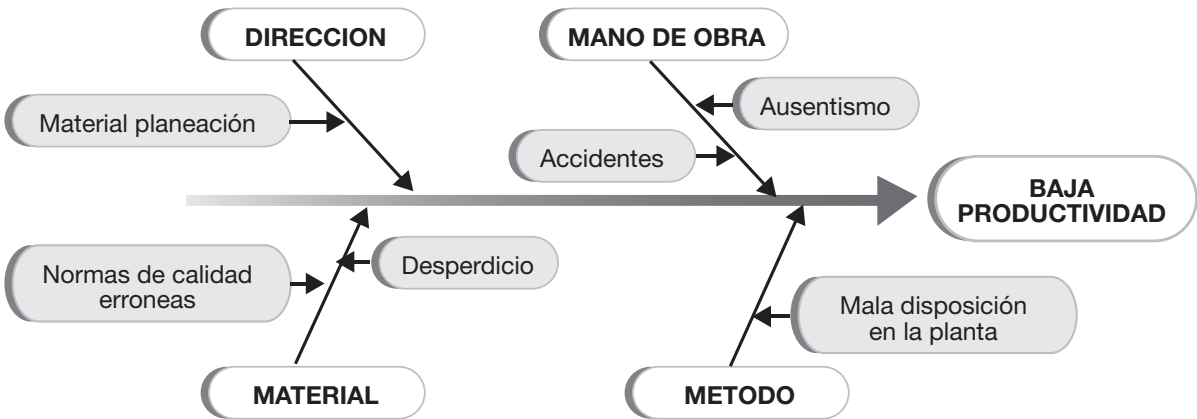 DIRECCION
MANO DE OBRA
Material planeación
Ausentismo
Accidentes
BAJA
PRODUCTIVIDAD
Normas de calidad
erroneas
Desperdicio
Mala disposición
en la planta
MATERIAL
METODO